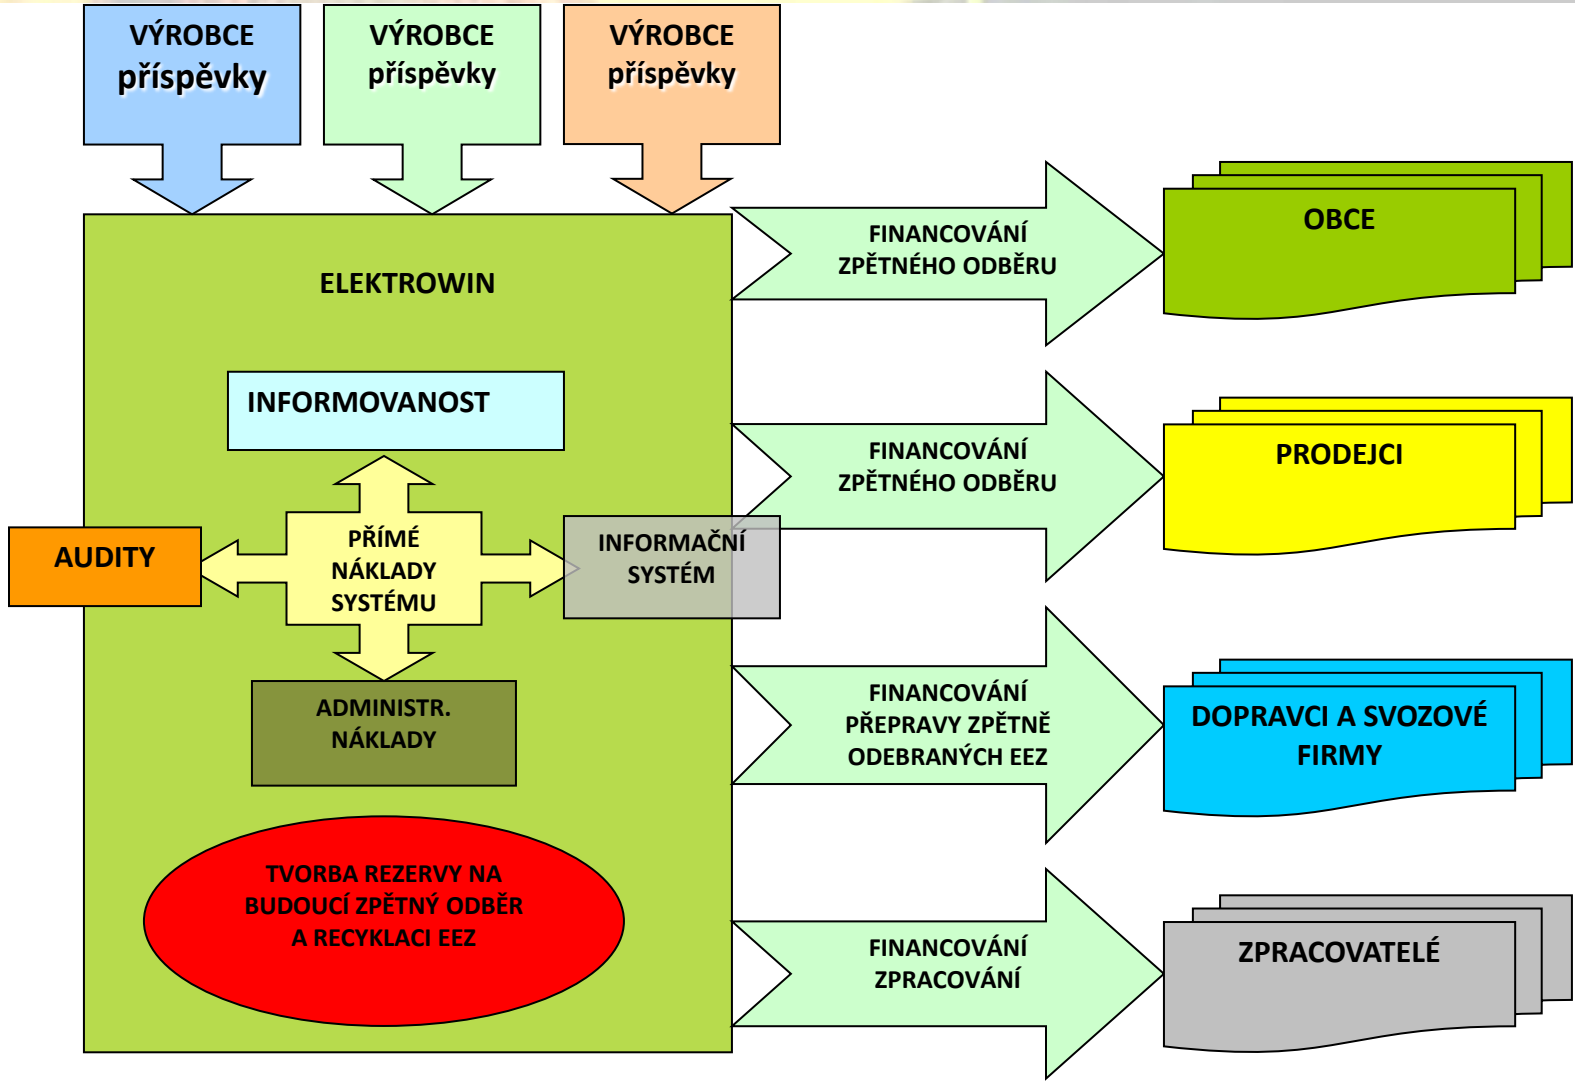 VÝROBCE
příspěvky
VÝROBCE
příspěvky
VÝROBCE
příspěvky
ELEKTROWIN
INFORMOVANOST
AUDITY
PŘÍMÉ
NÁKLADY
SYSTÉMU
INFORMAČNÍ
SYSTÉM
ADMINISTR.
NÁKLADY
TVORBA REZERVY NA
BUDOUCÍ ZPĚTNÝ ODBĚR
A RECYKLACI EEZ
FINANCOVÁNÍ
ZPĚTNÉHO ODBĚRU
OBCE
FINANCOVÁNÍ
ZPĚTNÉHO ODBĚRU
PRODEJCI
FINANCOVÁNÍ
PŘEPRAVY ZPĚTNĚ
ODEBRANÝCH EEZ
DOPRAVCI A SVOZOVÉ
FIRMY
FINANCOVÁNÍ
ZPRACOVÁNÍ
ZPRACOVATELÉ